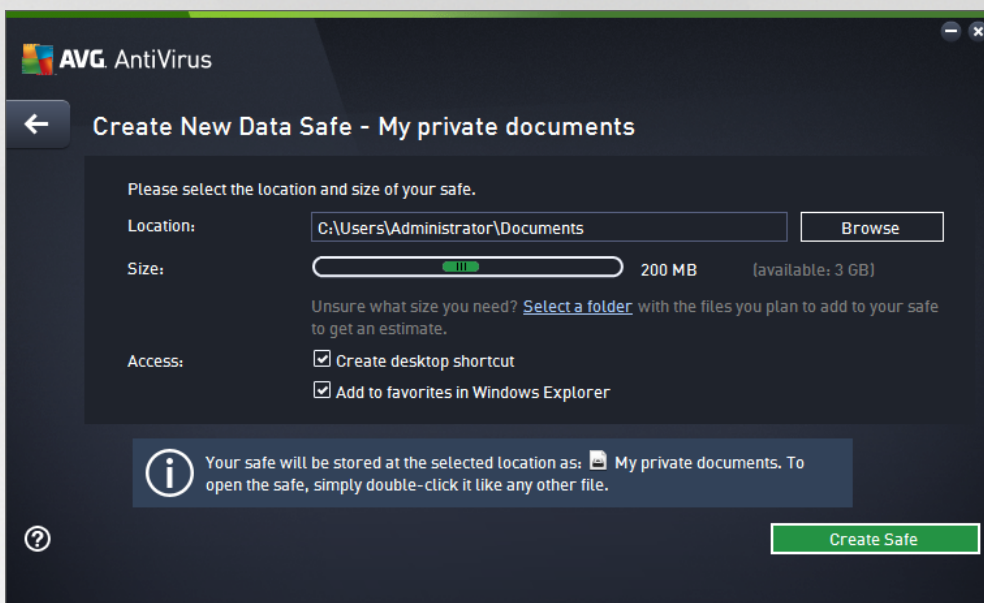 AVG. AntiVirus
Create New Data Safe - My private documents
Please select the location and size of your safe.
Location: C:\Users\Administrator\Documents Browse
Size: 200 MB (available: 3 GB)
Unsure what size you need? Select a folder with the files you plan to add to your safe
to get an estimate.
Access: Create desktop shortcut
Add to favorites in Windows Explorer
Your safe will be stored at the selected location as: My private documents. To
open the safe, simply double-click it like any other file.
Create Safe